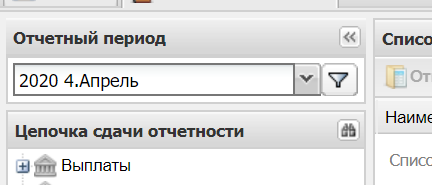 Отчетный период
2020 4.Апрель
Цепочка сдачи отчетности
Выплаты